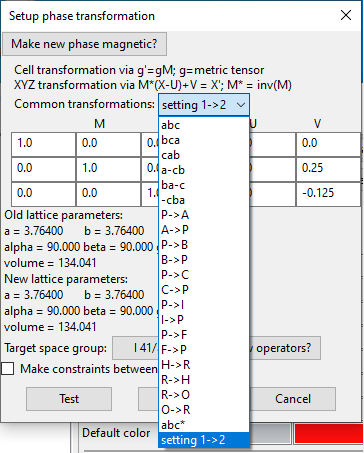 Setup phase transformation
Make new phase magnetic?
Cell transformation via g'=gM; g=metric tensor
XYZ transformation via M*(X-U)+V = X'; M* = inv(M)
Common transformations: setting 1->2
M U V
abc
1.0 0.0 0.0
bca
cab
0.0 1.0 0.0 0.25
a-cb
ba-c
0.0 0.0 1.0 -0.125
-cba
P->A
Old lattice parameters:
A->P
a = 3.76400 b = 3.76400
P->B
alpha = 90.000 beta = 90.000
B->P
volume = 134.041
P->C
New lattice parameters:
C->P
a = 3.76400 b = 3.76400
P->I
alpha = 90.000 beta = 90.000
I->P
volume = 134.041
P->F
Target space group: I 41/ operators?
F->P
H->R
Make constraints between
R->H
R->O
Test Cancel
O->R
abc*
Default color
setting 1->2